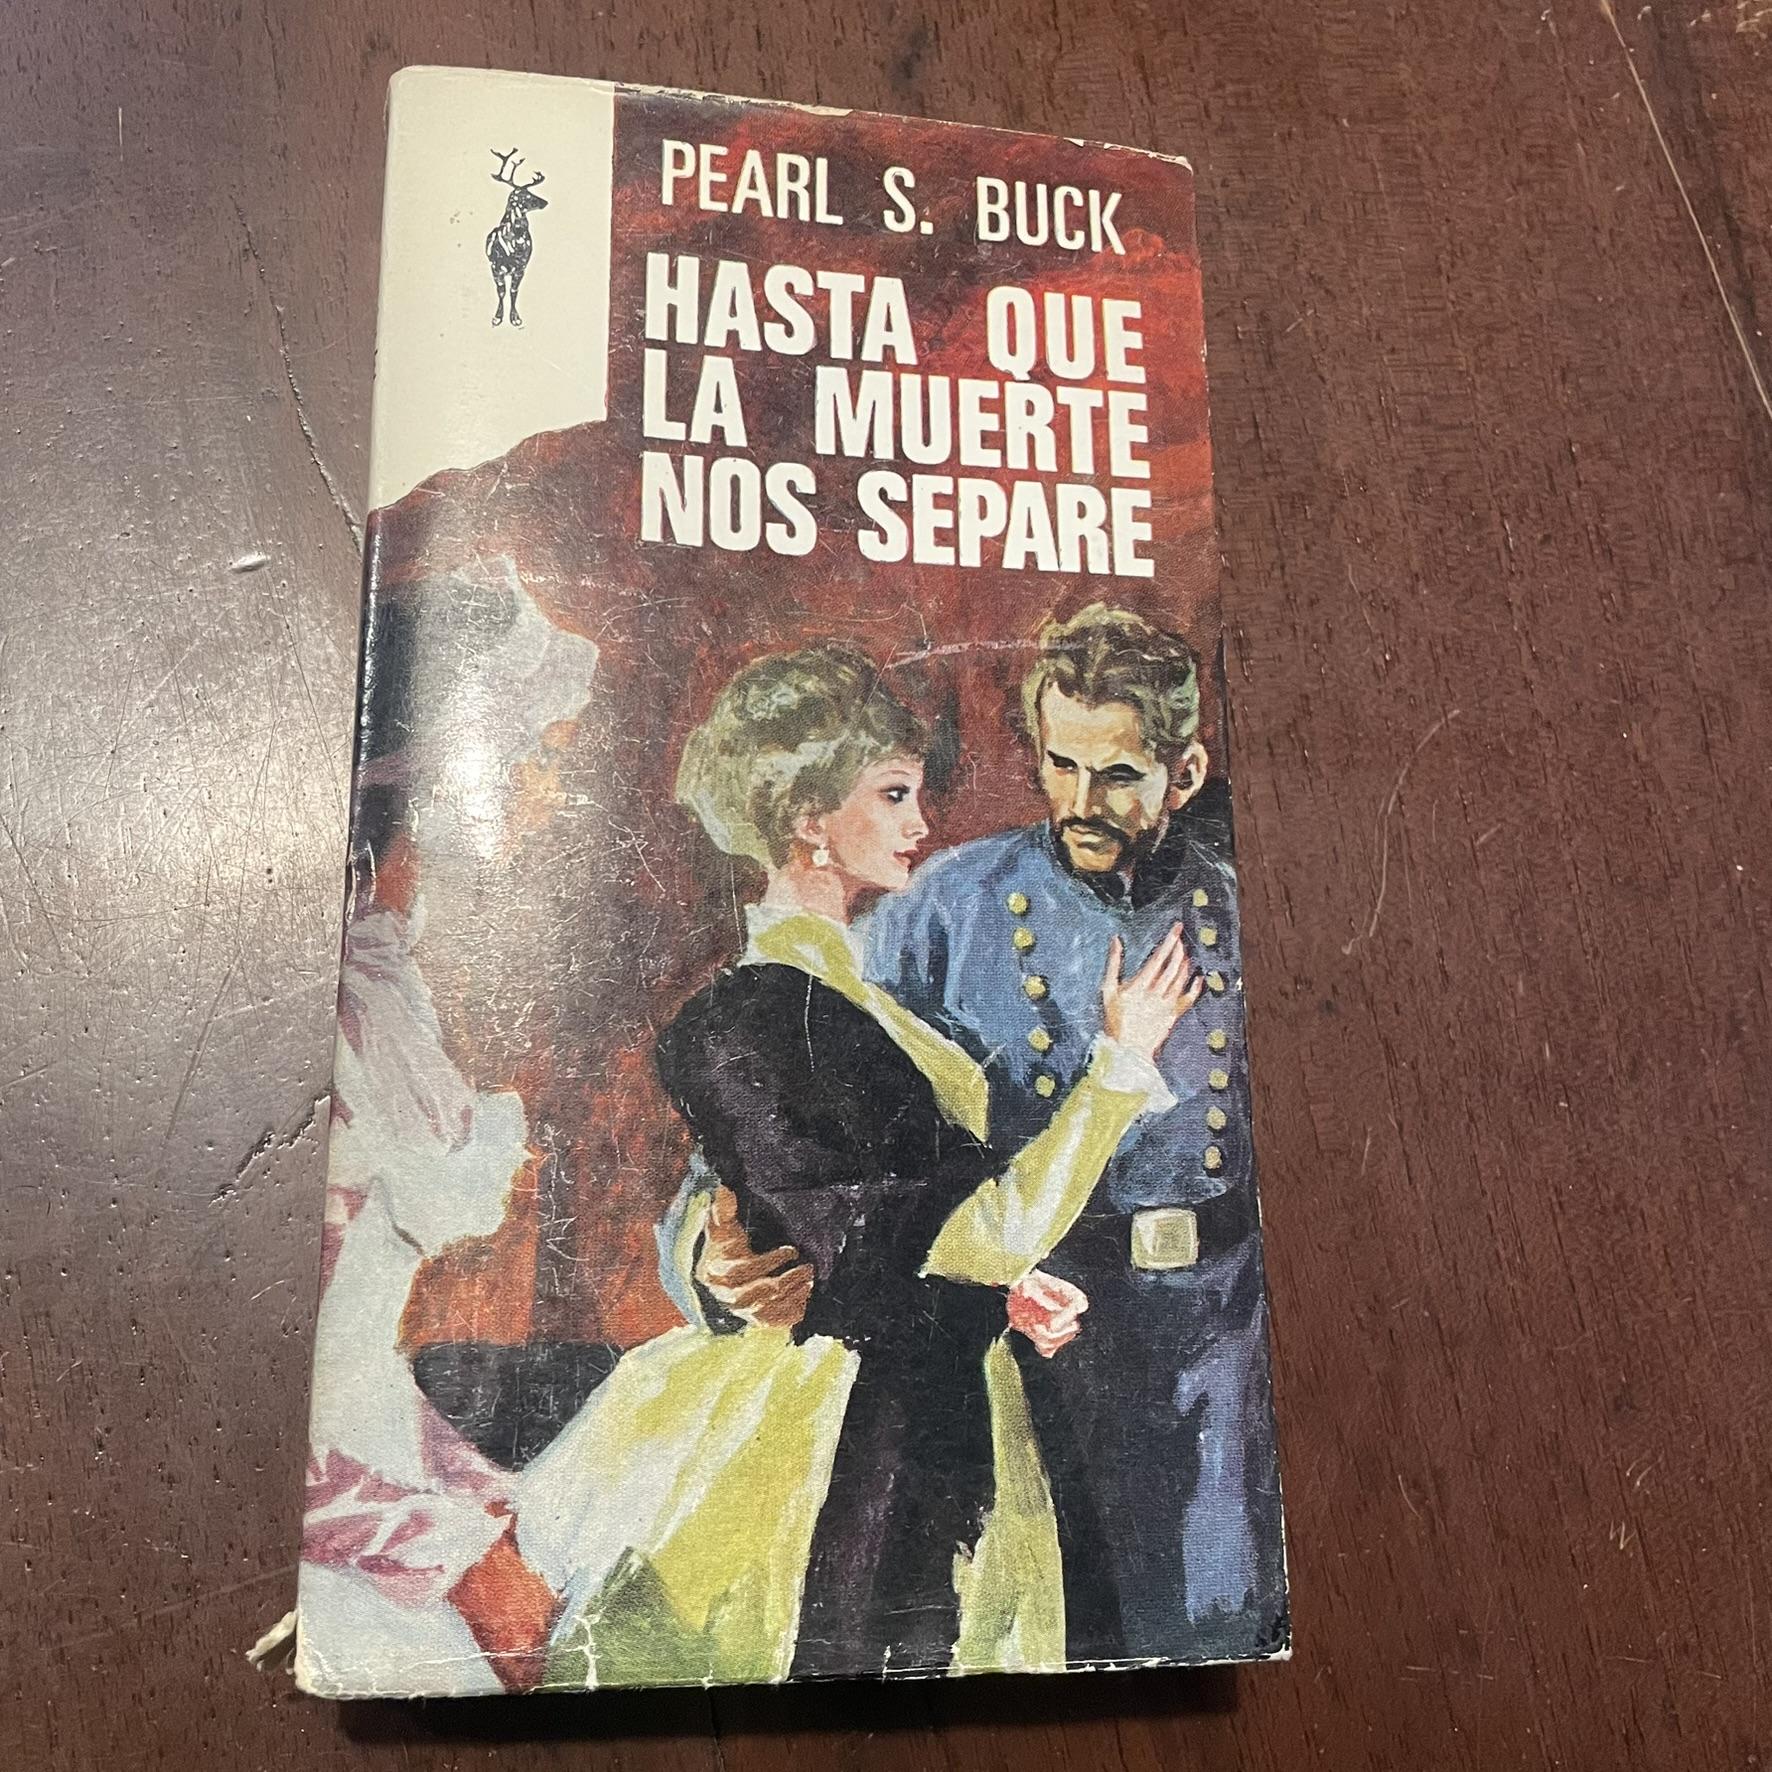 PEARL S. BUCK
HASTA QUE
LA MUERTE
NOS SEPARE